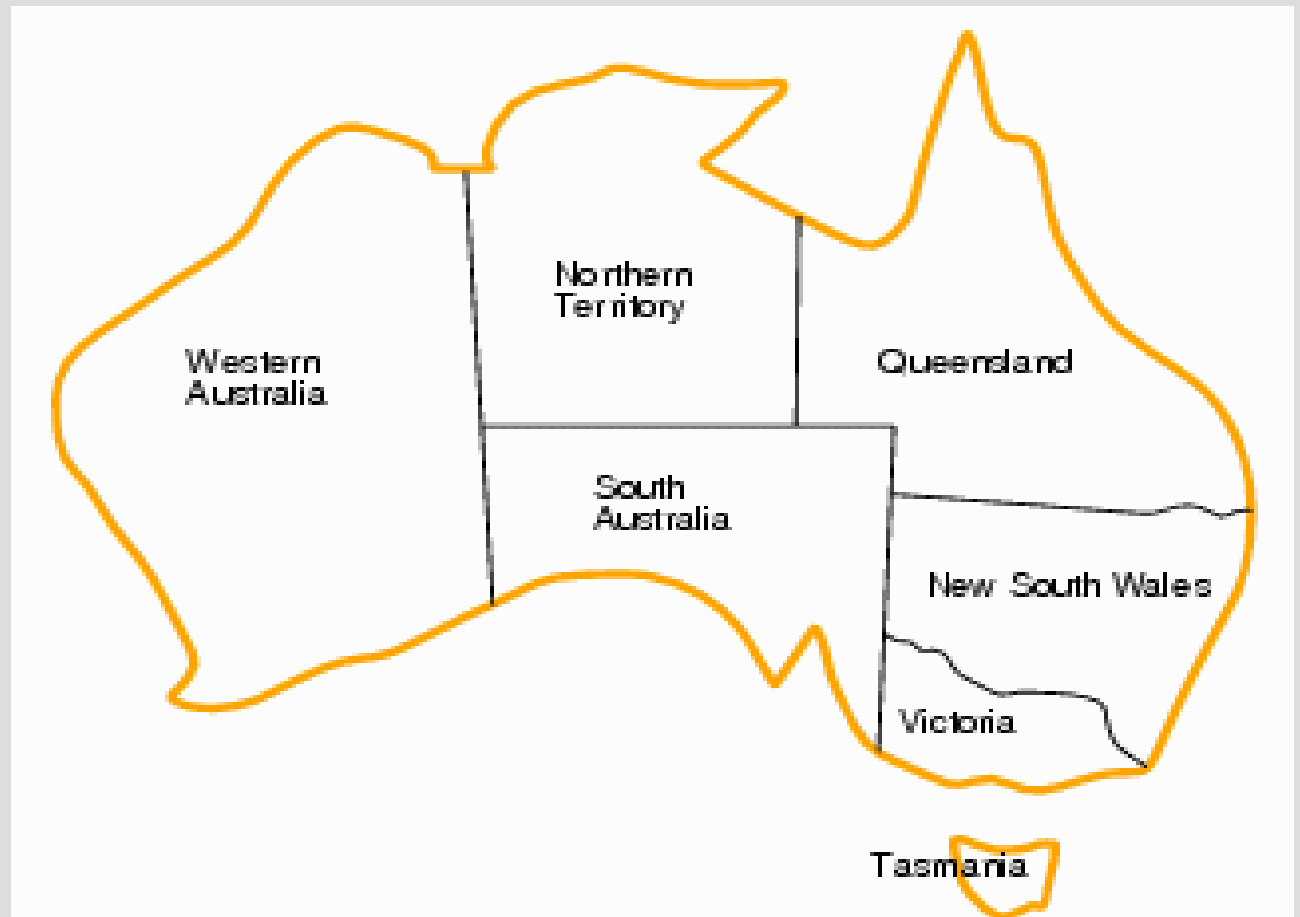 Northern
Territory
Western
Australia
Queensland
South
Australia
New South Wales
Victoria
Tasmania